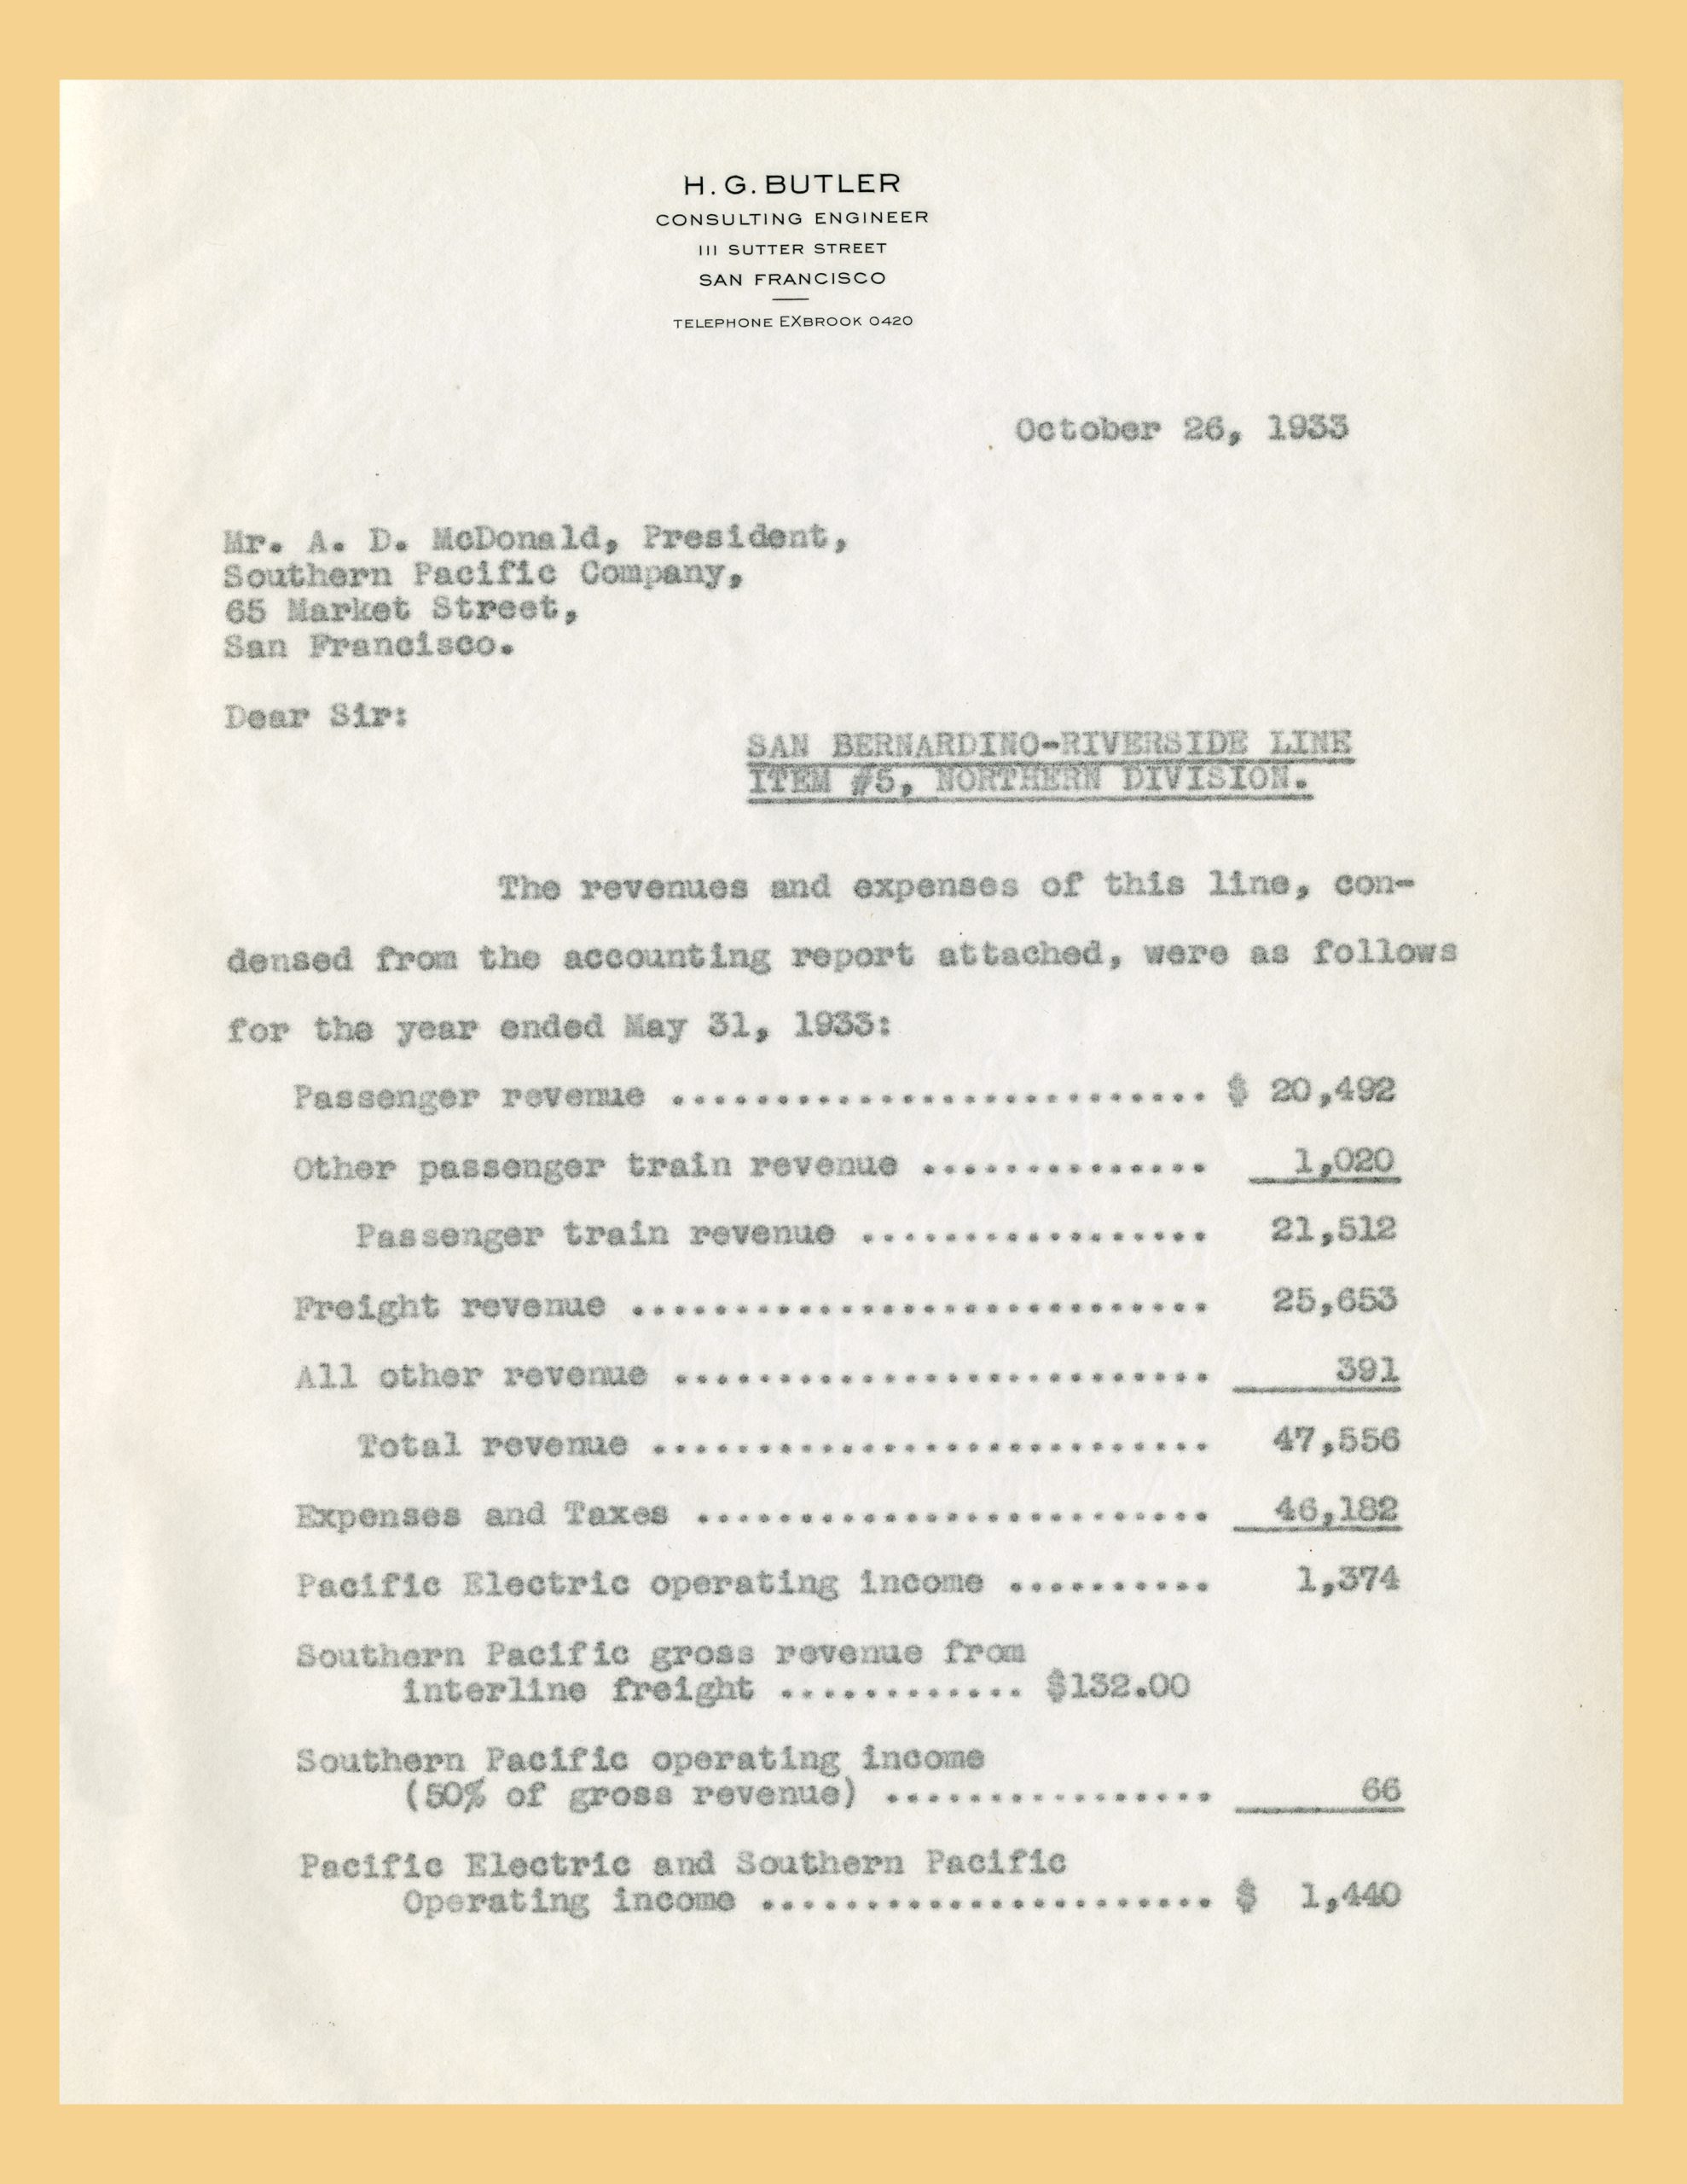 H. G. BUTLER
CONSULTING ENGINEER
111 SUTTER STREET
SAN FRANCISCO
TELEPHONE EXBROOK 0420
October 26, 1933
Mr. A. D. McDonald, President,
Southern Pacific Company,
65 Market Street,
San Francisco.
Dear Sir:
SAN BERNARDINO-RIVERSIDE LINE
ITEM #5, NORTHERN DIVISION.
The revenues and expenses of this line, con-
densed from the accounting report attached, were as follows
for the year ended May 31, 1933:
Passenger revenue .......................... $ 20,492
Other passenger train revenue .............. 1,020
Passenger train revenue ................. 21,512
Freight revenue ............................ 25,653
All other revenue .......................... 391
Total revenue ........................... 47,556
Expenses and Taxes ......................... 46,182
Pacific Electric operating income .......... 1,374
Southern Pacific gross revenue from
interline freight ............ $132.00
Southern Pacific operating income
(50% of gross revenue) ................ 66
Pacific Electric and Southern Pacific
Operating income ...................... $ 1,440